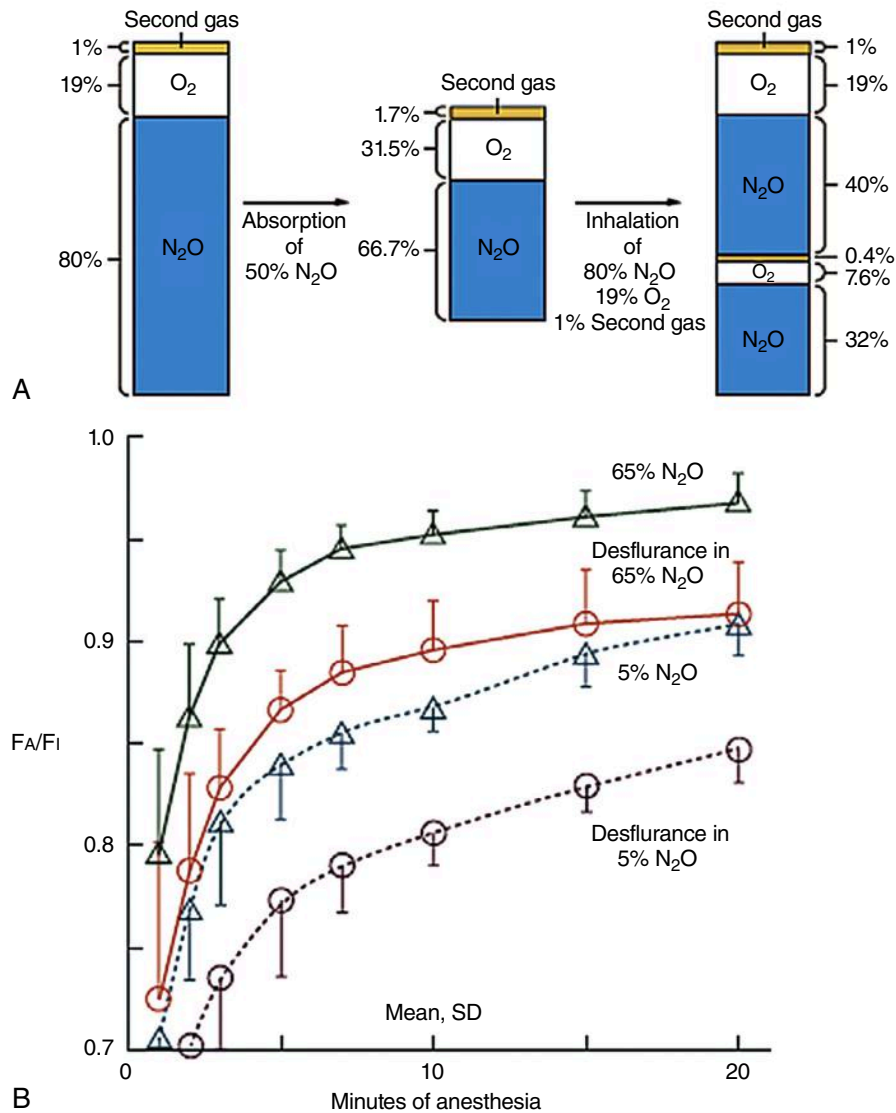 Second gas
1%
19%
O2
80%
N2O
Absorption
of
50% N2O
Second gas
1.7%
31.5%
O2
66.7%
N2O
Inhalation
of
80% N2O
19% O2
1% Second gas
Second gas
1%
O2
19%
N2O
40%
0.4%
O2
7.6%
N2O
32%
A
1.0
0.9
FA/FI
0.8
0.7
65% N2O
Desflurance in
65% N2O
5% N2O
Desflurance in
5% N2O
Mean, SD
0
10
20
Minutes of anesthesia
B